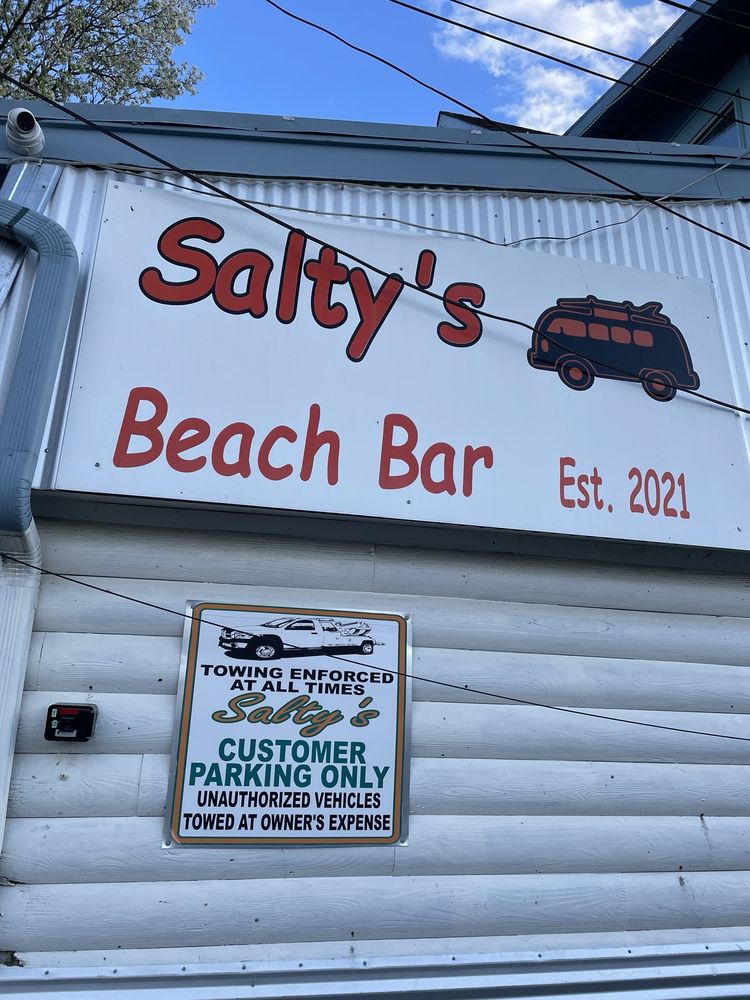 Salty's
Beach Bar
Est. 2021
TOWING ENFORCED
AT ALL TIMES
Salty's
CUSTOMER
PARKING ONLY
UNAUTHORIZED VEHICLES
TOWED AT OWNER'S EXPENSE